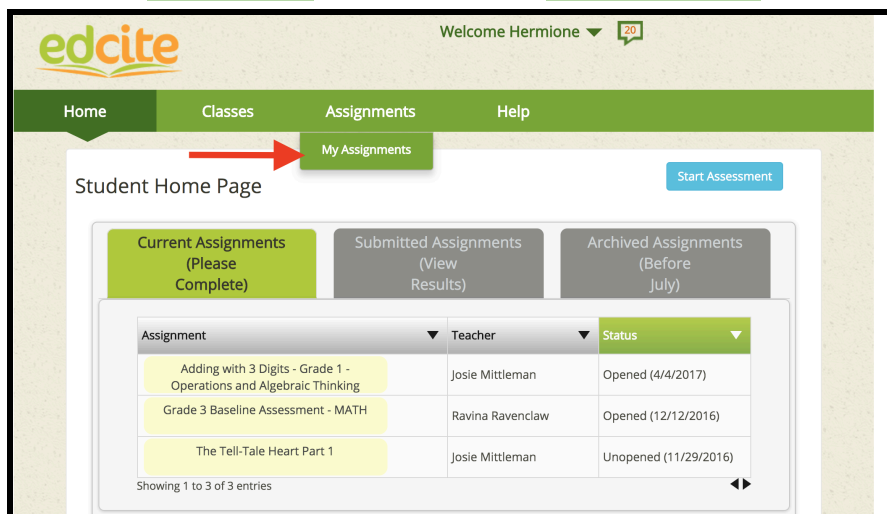 edcite
Welcome Hermione
20
Home Classes Assignments Help
My Assignments
Student Home Page
Start Assessment
Current Assignments
(Please
Complete)
Submitted Assignments
(View
Results)
Archived Assignments
(Before
July)
Assignment Teacher Status
Adding with 3 Digits - Grade 1 -
Operations and Algebraic Thinking
Josie Mittleman
Opened (4/4/2017)
Grade 3 Baseline Assessment - MATH
Ravina Ravenclaw
Opened (12/12/2016)
The Tell-Tale Heart Part 1
Josie Mittleman
Unopened (11/29/2016)
Showing 1 to 3 of 3 entries